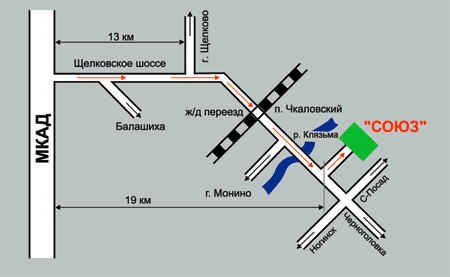 13 км
г. Щелково
Щелковское шоссе
МКАД
Балашиха
ж/д переезд
п. Чкаловский
р. Клязьма
"СОЮЗ"
г. Монино
19 км
С-Посад
Ногинск
Черноголовка